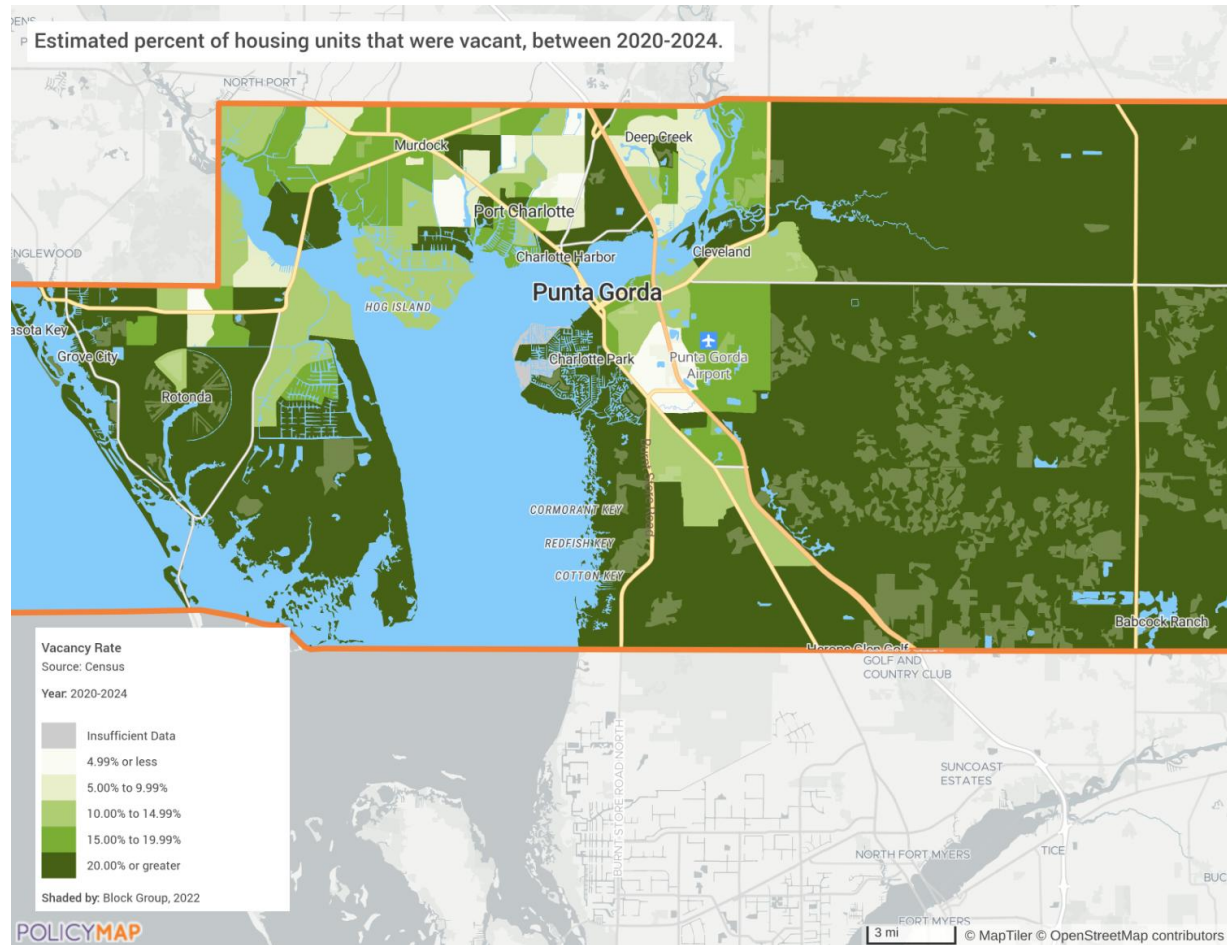 Estimated percent of housing units that were vacant, between 2020-2024.
NORTH PORT
Murdock
Deep Creek
Port Charlotte
Charlotte Harbor
Cleveland
ENGLEWOOD
HOG ISLAND
Punta Gorda
Grove City
Charlotte Park
Punta Gorda
Airport
Rotonda
CORMORANT KEY
REDFISH KEY
COTTON KEY
Babcock Ranch
GOLF AND
COUNTRY CLUB
BURNT STORE ROAD NORTH
SUNCOAST
ESTATES
NORTH FORT MYERS
TICE
FORT MYERS
Vacancy Rate
Source: Census
Year: 2020-2024
Insufficient Data
4.99% or less
5.00% to 9.99%
10.00% to 14.99%
15.00% to 19.99%
20.00% or greater
Shaded by: Block Group, 2022
POLICYMAP
3 mi
© MapTiler © OpenStreetMap contributors